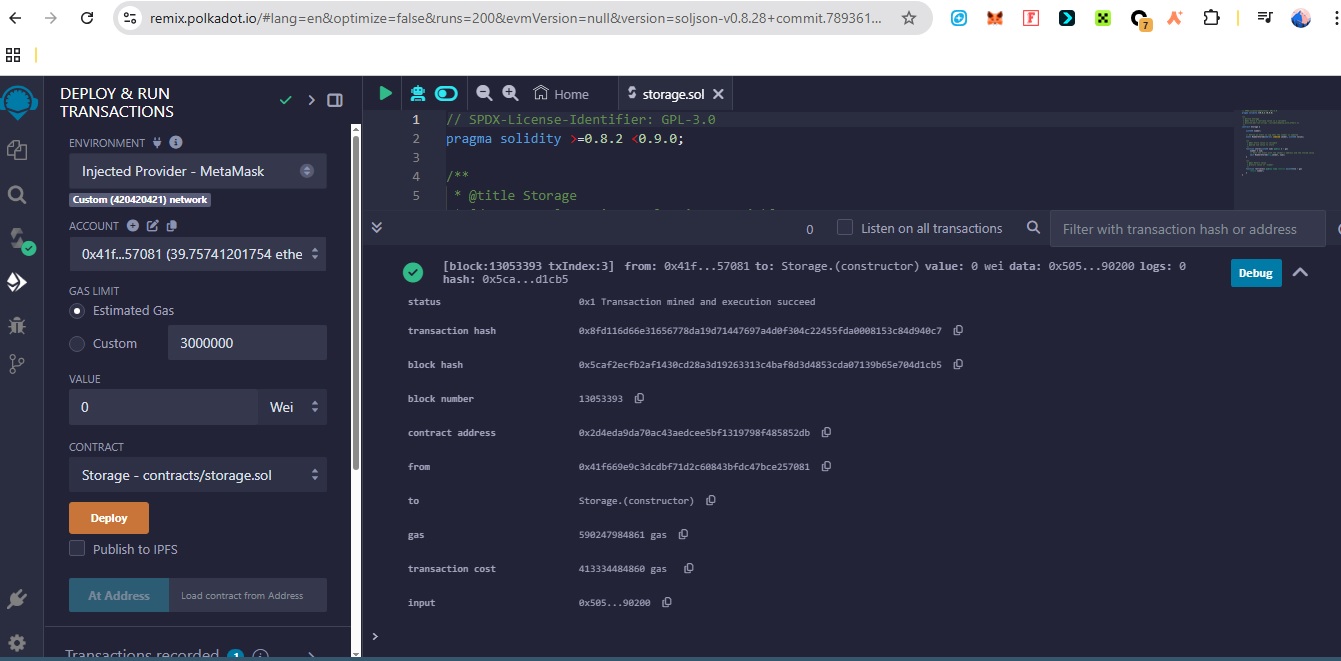 remix.polkadot.io/#lang=en&optimize=false&runs=200&evmVersion=null&version=soljson-v0.8.28+commit.789361...
7
DEPLOY & RUN
TRANSACTIONS
ENVIRONMENT
Injected Provider - MetaMask
Custom (420420421) network
ACCOUNT
0x41f...57081 (39.75741201754 ethe
GAS LIMIT
Estimated Gas
Custom 3000000
VALUE
0 Wei
CONTRACT
Storage - contracts/storage.sol
Deploy
Publish to IPFS
At Address Load contract from Address
Transactions recorded 1
Home storage.sol
1 // SPDX-License-Identifier: GPL-3.0
2 pragma solidity >=0.8.2 <0.9.0;
3
4 /**
5 * @title Storage
0 Listen on all transactions Filter with transaction hash or address
[block:13053393 txIndex:3] from: 0x41f...57081 to: Storage.(constructor) value: 0 wei data: 0x505...90200 logs: 0
hash: 0x5ca...d1cb5
Debug
status 0x1 Transaction mined and execution succeed
transaction hash 0x8fd116d66e31656778da19d71447697a4d0f304c22455fda0008153c84d940c7
block hash 0x5caf2ecfb2af1430cd28a3d19263313c4baf8d3d4853cda07139b65e704d1cb5
block number 13053393
contract address 0x2d4eda9da70ac43aedcee5bf1319798f485852db
from 0x41f669e9c3dcdbf71d2c60843bfdc47bce257081
to Storage.(constructor)
gas 590247984861 gas
transaction cost 413334484860 gas
input 0x505...90200
>